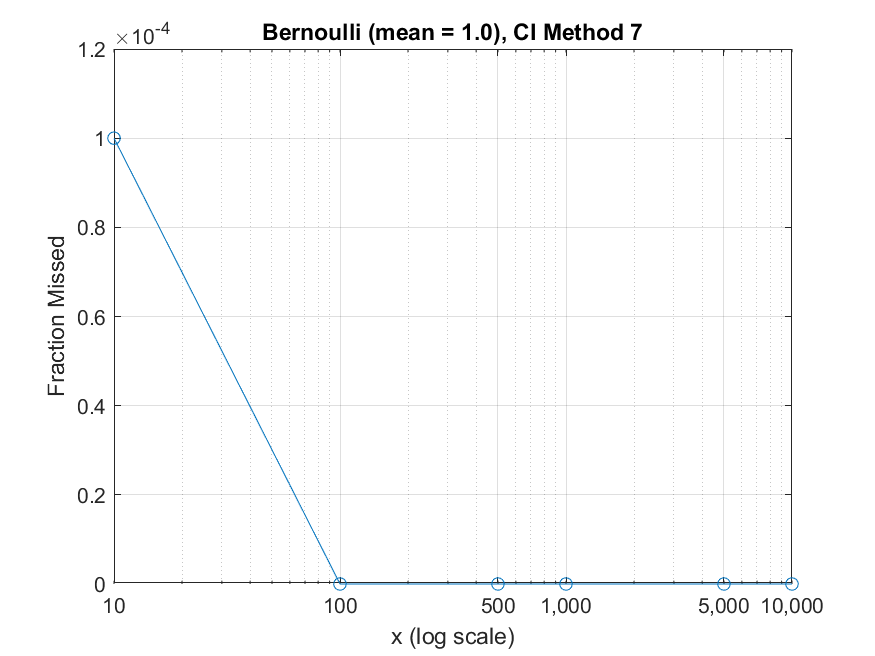 Bernoulli (mean = 1.0), CI Method 7
×10⁻⁴
1.2
1
0.8
0.6
0.4
0.2
0
Fraction Missed
10 100 500 1,000 5,000 10,000
x (log scale)